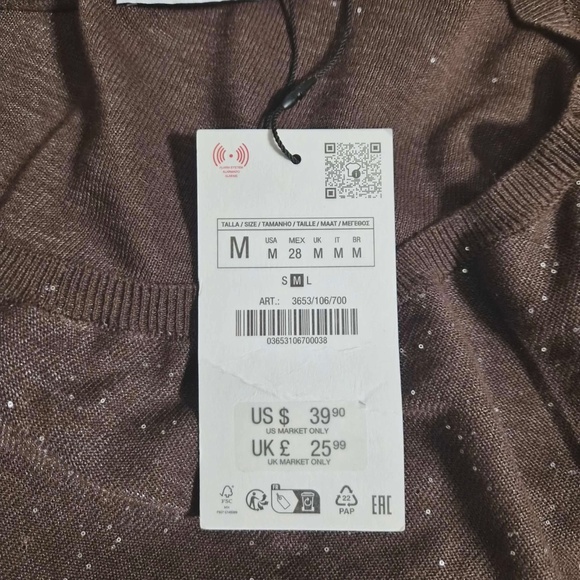 TALLA / SIZE / TAMANHO / TAILLE / MAAT / ΜΕΓΕΘΟΣ
M USA MEX UK IT BR
M 28 M M M
S M L
ART.: 3653/106/700
03653106700038
US $ 39.90
US MARKET ONLY
UK £ 25.99
UK MARKET ONLY
FSC
FR
22
PAP
EAC